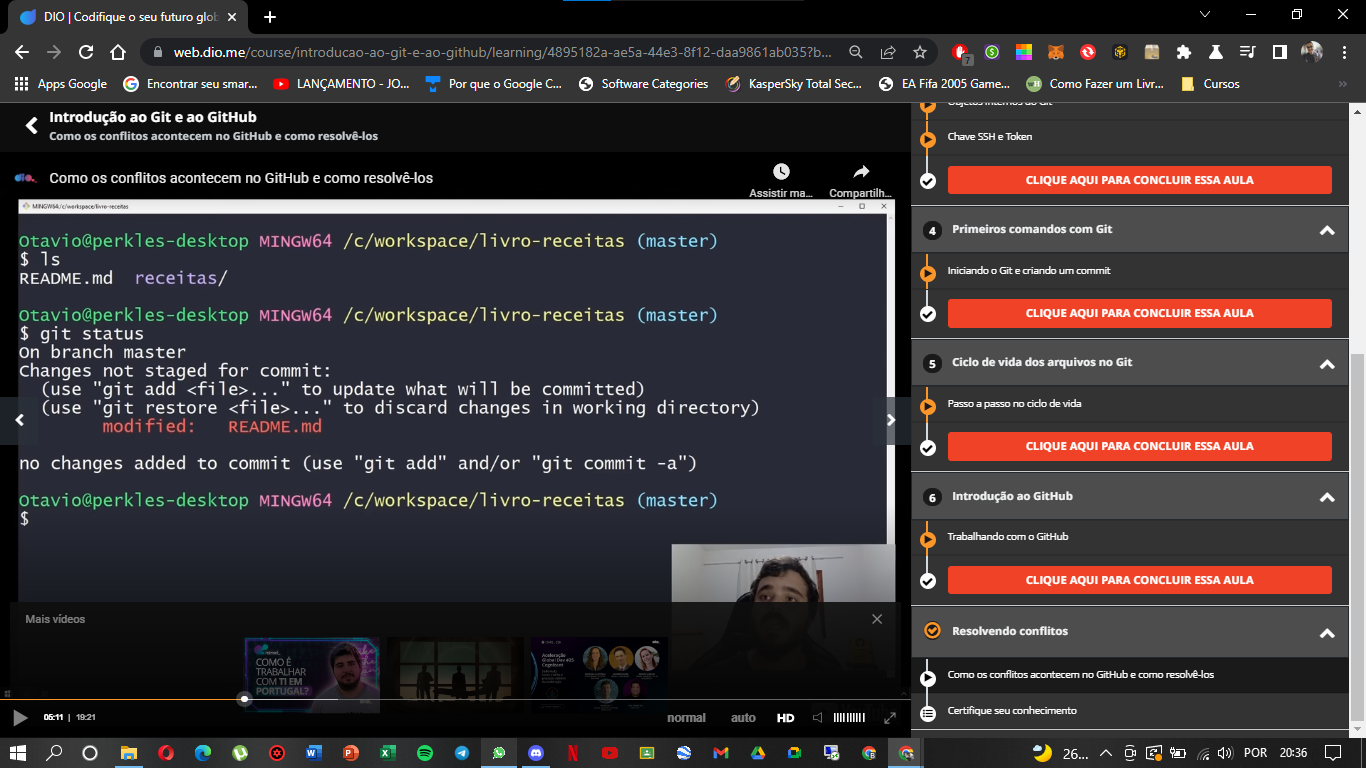 DIO | Codifique o seu futuro glob
web.dio.me/course/introducao-ao-git-e-ao-github/learning/4895182a-ae5a-44e3-8f12-daa9861ab035?b...
7
Apps Google
Encontrar seu smar...
LANÇAMENTO - JO...
Por que o Google C...
Software Categories
KasperSky Total Sec...
EA Fifa 2005 Game...
Como Fazer um Livr...
Cursos
Introdução ao Git e ao GitHub
Como os conflitos acontecem no GitHub e como resolvê-los
Como os conflitos acontecem no GitHub e como resolvê-los
Assistir ma...
Compartilh...
MINGW64:/c/workspace/livro-receitas
Otavio@perkles-desktop MINGW64 /c/workspace/livro-receitas (master)
$ ls
README.md receitas/
Otavio@perkles-desktop MINGW64 /c/workspace/livro-receitas (master)
$ git status
On branch master
Changes not staged for commit:
(use "git add <file>..." to update what will be committed)
(use "git restore <file>..." to discard changes in working directory)
modified: README.md
no changes added to commit (use "git add" and/or "git commit -a")
Otavio@perkles-desktop MINGW64 /c/workspace/livro-receitas (master)
$
Mais vídeos
COMO É
TRABALHAR
COM TI EM
PORTUGAL?
Aceleração
Global Dev #23
Cognizant
05:11 | 19:21
normal
auto
HD
Objetos internos do Git
Chave SSH e Token
CLIQUE AQUI PARA CONCLUIR ESSA AULA
4 Primeiros comandos com Git
Iniciando o Git e criando um commit
CLIQUE AQUI PARA CONCLUIR ESSA AULA
5 Ciclo de vida dos arquivos no Git
Passo a passo no ciclo de vida
CLIQUE AQUI PARA CONCLUIR ESSA AULA
6 Introdução ao GitHub
Trabalhando com o GitHub
CLIQUE AQUI PARA CONCLUIR ESSA AULA
Resolvendo conflitos
Como os conflitos acontecem no GitHub e como resolvê-los
Certifique seu conhecimento
26...
POR
20:36